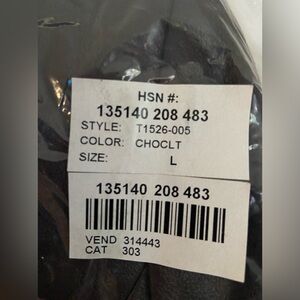 HSN #:
135140 208 483
STYLE: T1526-005
COLOR: CHOCLT
SIZE: L
135140 208 483
VEND 314443
CAT 303